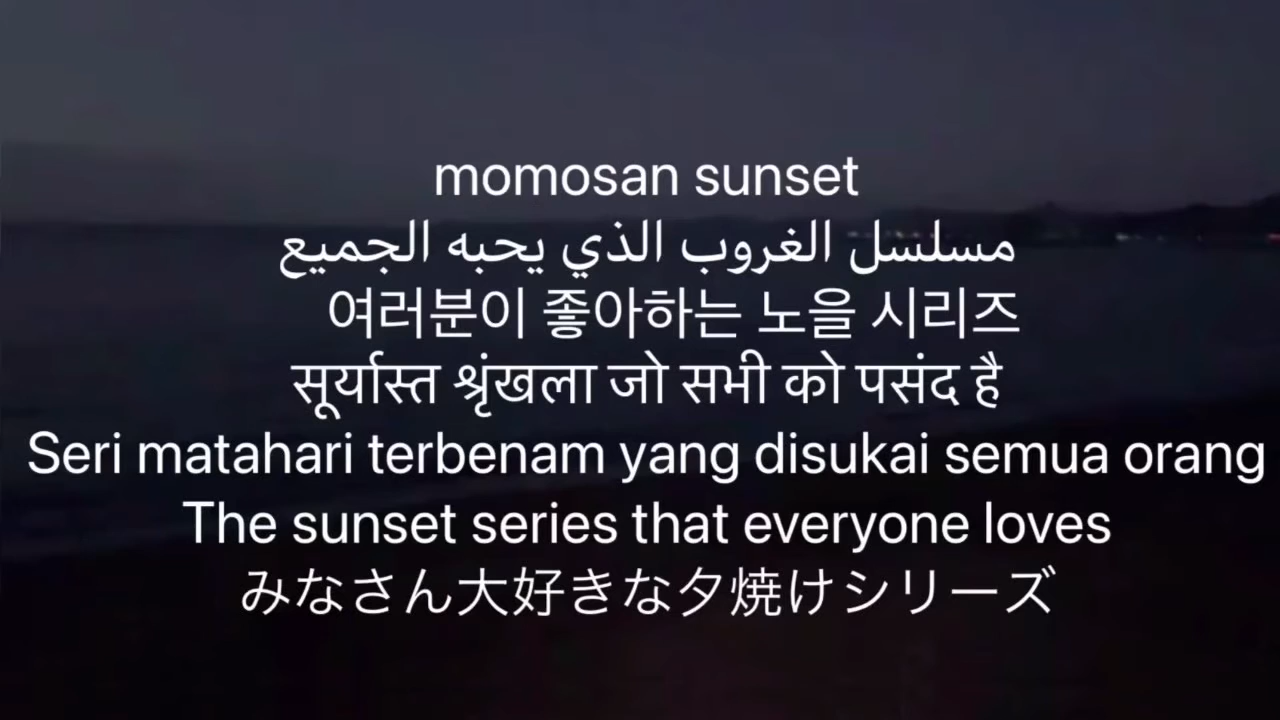 momosan sunset
مسلسل الغروب الذي يحبه الجميع
여러분이 좋아하는 노을 시리즈
सूर्यास्त श्रृंखला जो सभी को पसंद है
Seri matahari terbenam yang disukai semua orang
The sunset series that everyone loves
みなさん大好きな夕焼けシリーズ